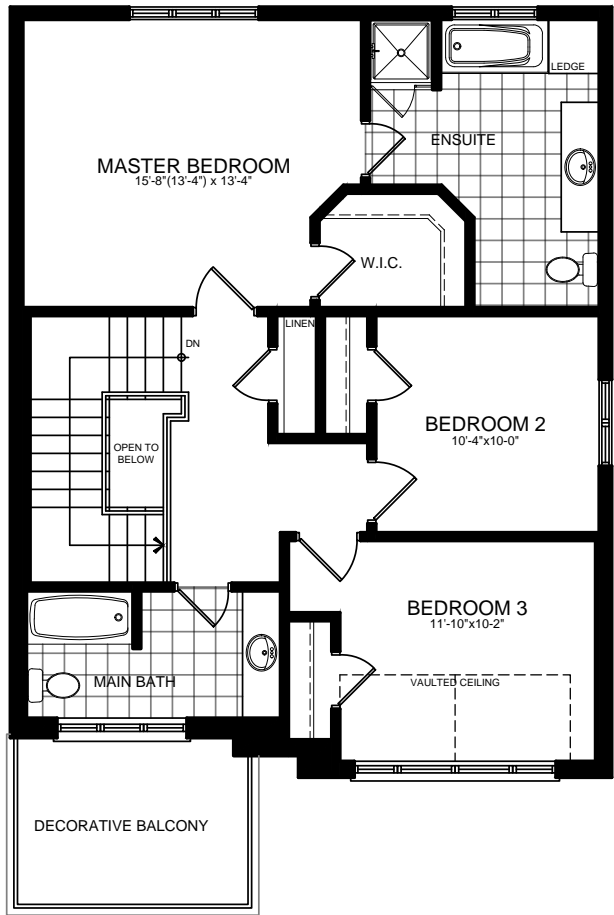 LEDGE
ENSUITE
MASTER BEDROOM
15'-8"(13'-4") x 13'-4"
W.I.C.
LINEN
DN
BEDROOM 2
10'-4"x10-0"
OPEN TO
BELOW
BEDROOM 3
11'-10"x10-2"
MAIN BATH
VAULTED CEILING
DECORATIVE BALCONY